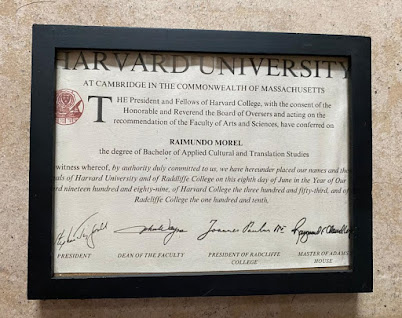 HARVARD UNIVERSITY
AT CAMBRIDGE IN THE COMMONWEALTH OF MASSACHUSETTS
THE President and Fellows of Harvard College, with the consent of the
Honorable and Reverend the Board of Overseers and acting on the
recommendation of the Faculty of Arts and Sciences, have conferred on
RAIMUNDO MOREL
the degree of Bachelor of Applied Cultural and Translation Studies
witness whereof, by authority duly committed to us, we have hereunder placed our names and the
als of Harvard University and of Radcliffe College on this eighth day of June in the Year of Our
rd nineteen hundred and eighty-nine, of Harvard College the three hundred and fifty-third, and of
Radcliffe College the one hundred and tenth.
PRESIDENT DEAN OF THE FACULTY PRESIDENT OF RADCLIFFE MASTER OF ADAMS
COLLEGE HOUSE